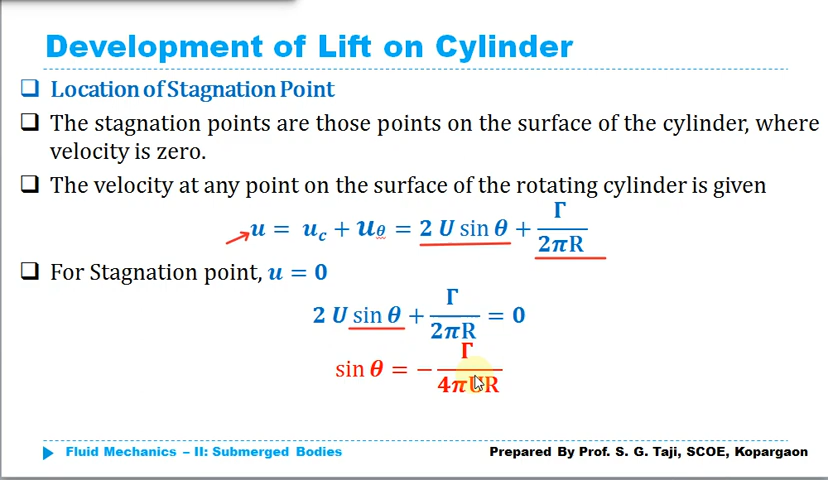 Development of Lift on Cylinder
❑ Location of Stagnation Point
❑ The stagnation points are those points on the surface of the cylinder, where
velocity is zero.
❑ The velocity at any point on the surface of the rotating cylinder is given
u = u_c + u_θ = 2 U sin θ + Γ / 2πR
❑ For Stagnation point, u = 0
2 U sin θ + Γ / 2πR = 0
sin θ = − Γ / 4πUR
Fluid Mechanics – II: Submerged Bodies
Prepared By Prof. S. G. Taji, SCOE, Kopargaon